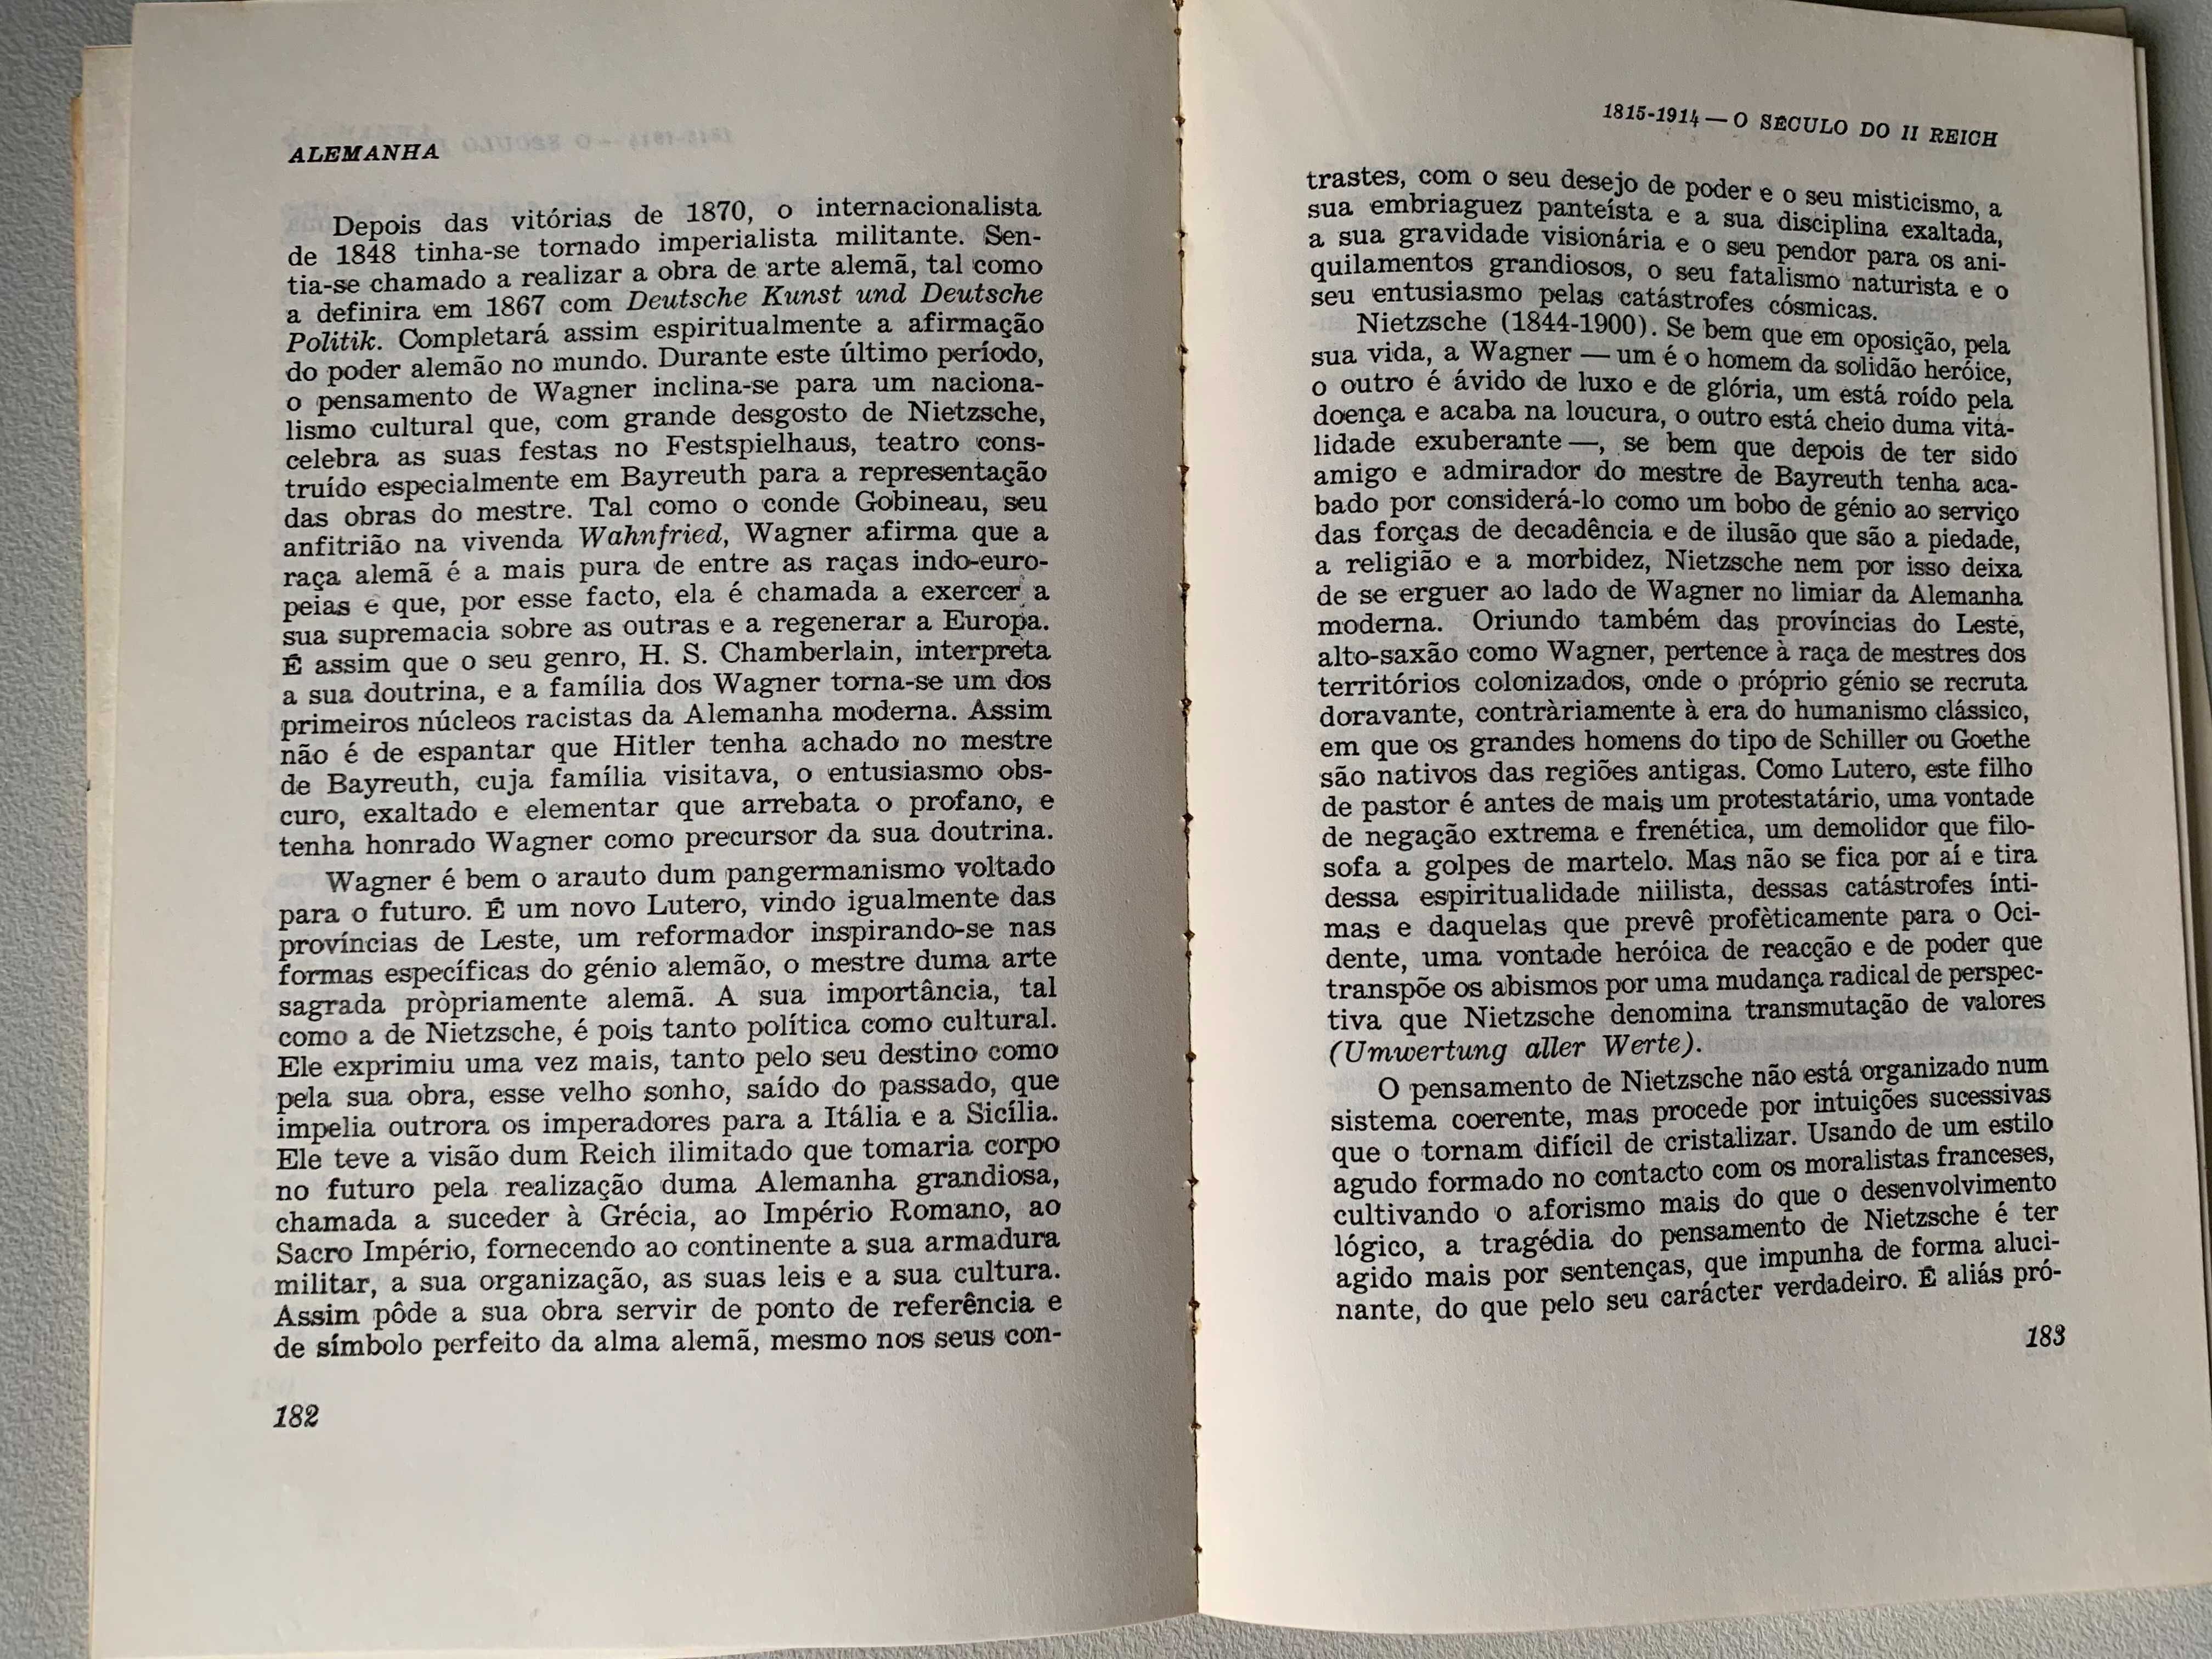 ALEMANHA
Depois das vitórias de 1870, o internacionalista
de 1848 tinha-se tornado imperialista militante. Sen-
tia-se chamado a realizar a obra de arte alemã, tal como
a definira em 1867 com Deutsche Kunst und Deutsche
Politik. Completará assim espiritualmente a afirmação
do poder alemão no mundo. Durante este último período,
o pensamento de Wagner inclina-se para um naciona-
lismo cultural que, com grande desgosto de Nietzsche,
celebra as suas festas no Festspielhaus, teatro cons-
truído especialmente em Bayreuth para a representação
das obras do mestre. Tal como o conde Gobineau, seu
anfitrião na vivenda Wahnfried, Wagner afirma que a
raça alemã é a mais pura de entre as raças indo-euro-
peias e que, por esse facto, ela é chamada a exercer a
sua supremacia sobre as outras e a regenerar a Europa.
É assim que o seu genro, H. S. Chamberlain, interpreta
a sua doutrina, e a família dos Wagner torna-se um dos
primeiros núcleos racistas da Alemanha moderna. Assim
não é de espantar que Hitler tenha achado no mestre
de Bayreuth, cuja família visitava, o entusiasmo obs-
curo, exaltado e elementar que arrebata o profano, e
tenha honrado Wagner como precursor da sua doutrina.
Wagner é bem o arauto dum pangermanismo voltado
para o futuro. É um novo Lutero, vindo igualmente das
províncias de Leste, um reformador inspirando-se nas
formas específicas do génio alemão, o mestre duma arte
sagrada pròpriamente alemã. A sua importância, tal
como a de Nietzsche, é pois tanto política como cultural.
Ele exprimiu uma vez mais, tanto pelo seu destino como
pela sua obra, esse velho sonho, saído do passado, que
impelia outrora os imperadores para a Itália e a Sicília.
Ele teve a visão dum Reich ilimitado que tomaria corpo
no futuro pela realização duma Alemanha grandiosa,
chamada a suceder à Grécia, ao Império Romano, ao
Sacro Império, fornecendo ao continente a sua armadura
militar, a sua organização, as suas leis e a sua cultura.
Assim pôde a sua obra servir de ponto de referência e
de símbolo perfeito da alma alemã, mesmo nos seus con-
182
1815-1914 — O SÉCULO DO II REICH
trastes, com o seu desejo de poder e o seu misticismo, a
sua embriaguez panteísta e a sua disciplina exaltada,
a sua gravidade visionária e o seu pendor para os ani-
quilamentos grandiosos, o seu fatalismo naturista e o
seu entusiasmo pelas catástrofes cósmicas.
Nietzsche (1844-1900). Se bem que em oposição, pela
sua vida, a Wagner — um é o homem da solidão heróice,
o outro é ávido de luxo e de glória, um está roído pela
doença e acaba na loucura, o outro está cheio duma vita-
lidade exuberante —, se bem que depois de ter sido
amigo e admirador do mestre de Bayreuth tenha aca-
bado por considerá-lo como um bobo de génio ao serviço
das forças de decadência e de ilusão que são a piedade,
a religião e a morbidez, Nietzsche nem por isso deixa
de se erguer ao lado de Wagner no limiar da Alemanha
moderna. Oriundo também das províncias do Leste,
alto-saxão como Wagner, pertence à raça de mestres dos
territórios colonizados, onde o próprio génio se recruta
doravante, contràriamente à era do humanismo clássico,
em que os grandes homens do tipo de Schiller ou Goethe
são nativos das regiões antigas. Como Lutero, este filho
de pastor é antes de mais um protestatário, uma vontade
de negação extrema e frenética, um demolidor que filo-
sofa a golpes de martelo. Mas não se fica por aí e tira
dessa espiritualidade niilista, dessas catástrofes ínti-
mas e daquelas que prevê profèticamente para o Oci-
dente, uma vontade heróica de reacção e de poder que
transpõe os abismos por uma mudança radical de perspec-
tiva que Nietzsche denomina transmutação de valores
(Umwertung aller Werte).
O pensamento de Nietzsche não está organizado num
sistema coerente, mas procede por intuições sucessivas
que o tornam difícil de cristalizar. Usando de um estilo
agudo formado no contacto com os moralistas franceses,
cultivando o aforismo mais do que o desenvolvimento
lógico, a tragédia do pensamento de Nietzsche é ter
agido mais por sentenças, que impunha de forma aluci-
nante, do que pelo seu carácter verdadeiro. É aliás pró-
183